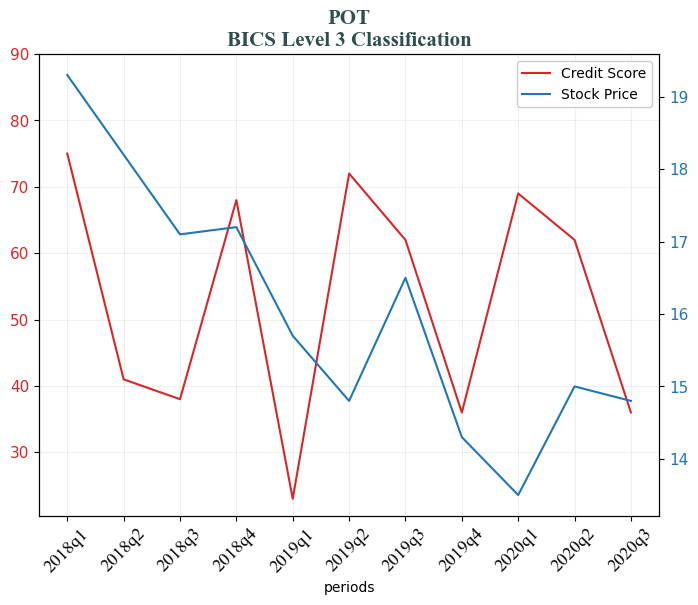 POT
BICS Level 3 Classification
Credit Score
Stock Price
90
80
70
60
50
40
30
19
18
17
16
15
14
2018q1
2018q2
2018q3
2018q4
2019q1
2019q2
2019q3
2019q4
2020q1
2020q2
2020q3
periods